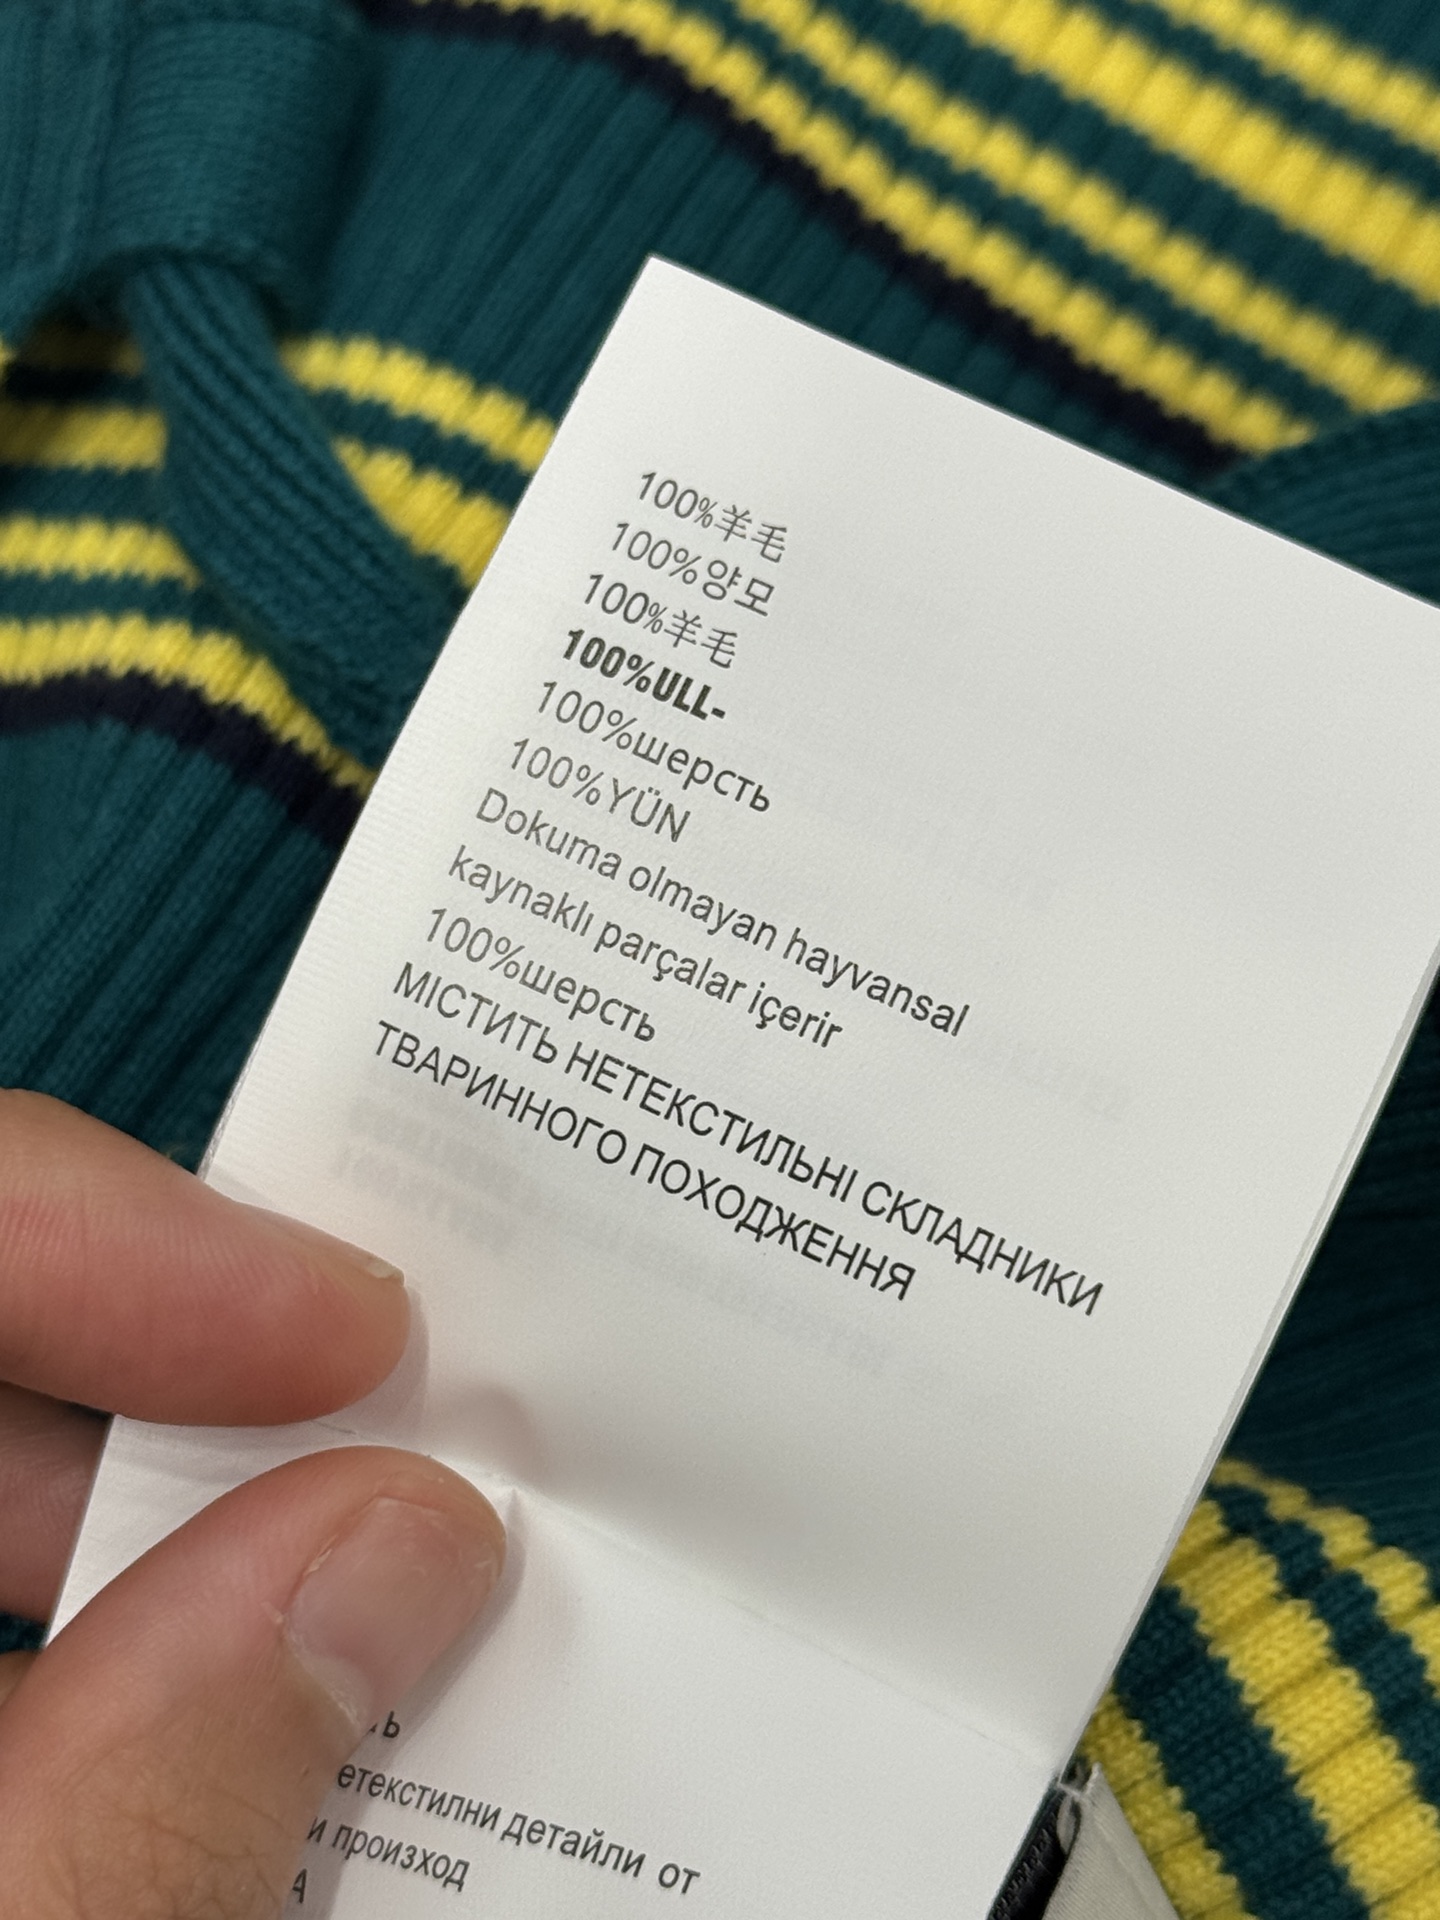 100%羊毛
100%양모
100%羊毛
100%ULL-
100%шерсть
100%YÜN
Dokuma olmayan hayvansal
kaynaklı parçalar içerir
100%шерсть
МІСТИТЬ НЕТЕКСТИЛЬНІ СКЛАДНИКИ
ТВАРИННОГО ПОХОДЖЕННЯ
етекстилни детайли от
и произход